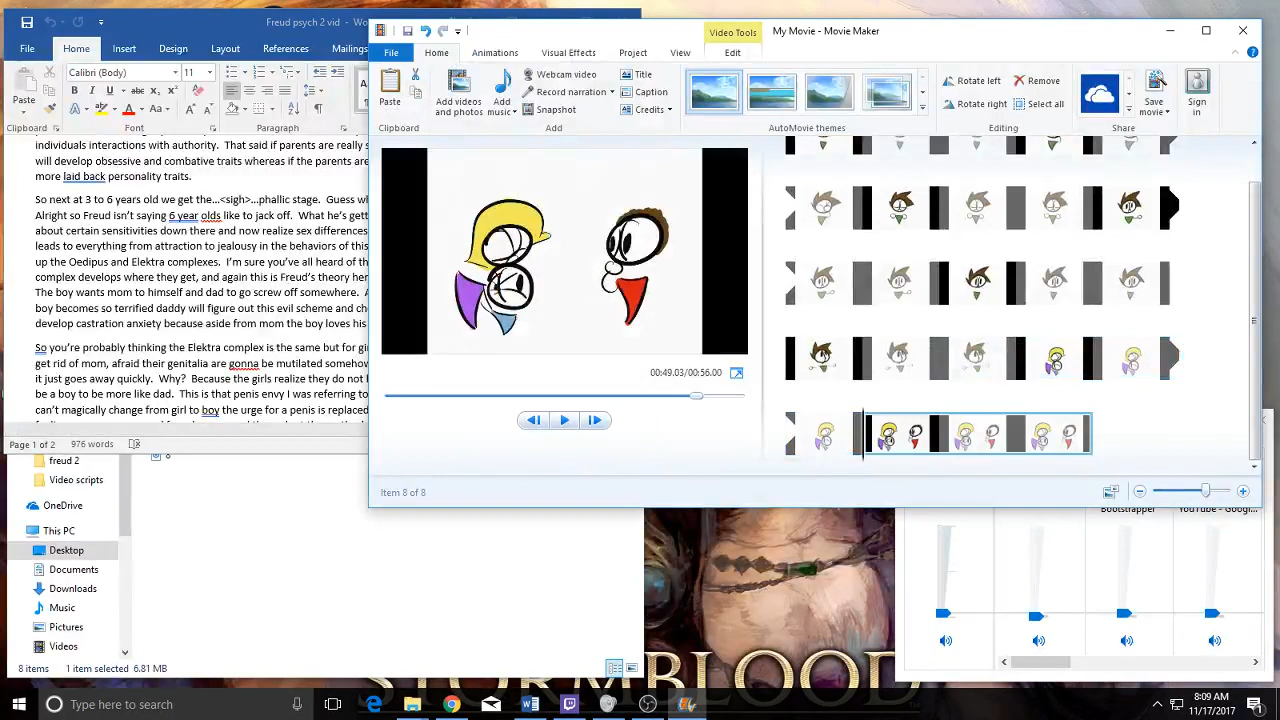 Freud psych 2 vid - Wo
File Home Insert Design Layout References Mailings
Calibri (Body) 11
Paste
Clipboard Font Paragraph
individuals interactions with authority. That said if parents are really s
will develop obsessive and combative traits whereas if the parents are
more laid back personality traits.
So next at 3 to 6 years old we get the…<sigh>…phallic stage. Guess wh
Alright so Freud isn't saying 6 year olds like to jack off. What he's gett
about certain sensitivities down there and now realize sex differences
leads to everything from attraction to jealousy in the behaviors of this
up the Oedipus and Elektra complexes. I'm sure you've all heard of the
complex develops where they get, and again this is Freud's theory her
The boy wants mom to himself and dad to go screw off somewhere.
boy becomes so terrified daddy will figure out this evil scheme and ch
develop castration anxiety because aside from mom the boy loves his
So you're probably thinking the Elektra complex is the same but for gi
get rid of mom, afraid their genitalia are gonna be mutilated somehow
it just goes away quickly. Why? Because the girls realize they do not
be a boy to be more like dad. This is that penis envy I was referring to
can't magically change from girl to boy the urge for a penis is replaced
Page 1 of 2 976 words
8
freud 2
Video scripts
OneDrive
This PC
Desktop
Documents
Downloads
Music
Pictures
Videos
8 items 1 item selected 6.81 MB
Video Tools My Movie - Movie Maker
File Home Animations Visual Effects Project View Edit
Paste
Add videos and photos
Add music
Webcam video
Record narration
Snapshot
Title
Caption
Credits
Rotate left
Rotate right
Remove
Select all
Save movie
Sign in
Clipboard Add AutoMovie themes Editing Share
00:49.03/00:56.00
Item 8 of 8
Bootstrapper YouTube - Googl...
STORMBLOOD
Type here to search
8:09 AM
11/17/2017